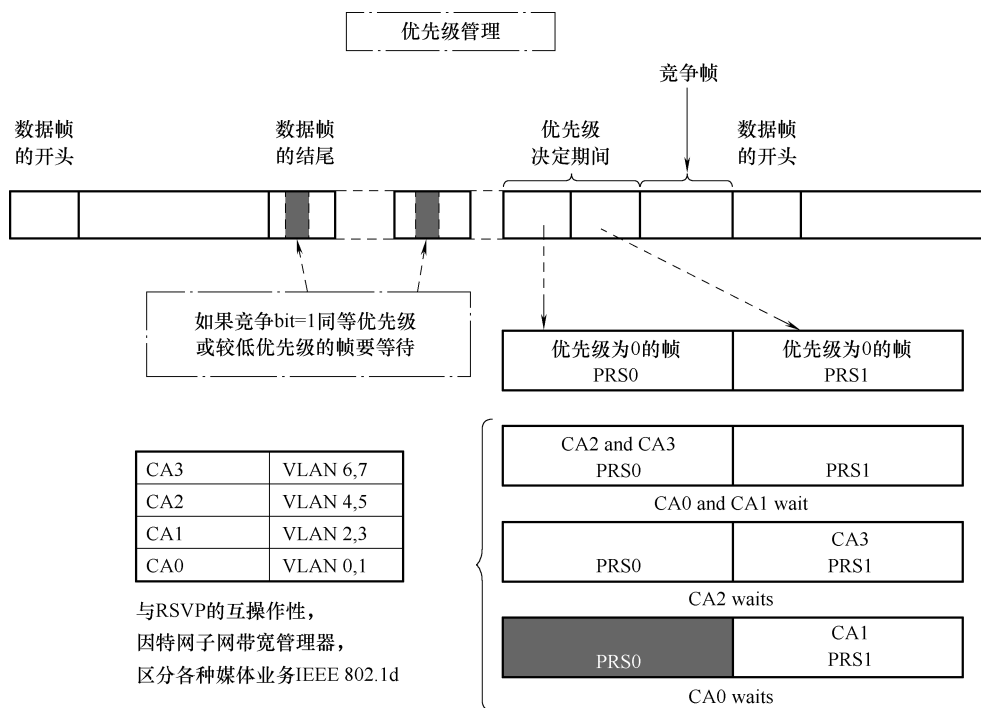 优先级管理
竞争帧
数据帧
的开头
数据帧
的结尾
优先级
决定期间
数据帧
的开头
如果竞争bit=1同等优先级
或较低优先级的帧要等待
优先级为0的帧
PRS0
优先级为0的帧
PRS1
CA2 and CA3
PRS0
PRS1
CA0 and CA1 wait
CA3
PRS0
PRS1
CA2 waits
CA1
PRS0
PRS1
CA0 waits
CA3 VLAN 6,7
CA2 VLAN 4,5
CA1 VLAN 2,3
CA0 VLAN 0,1
与RSVP的互操作性，
因特网子网带宽管理器，
区分各种媒体业务IEEE 802.1d